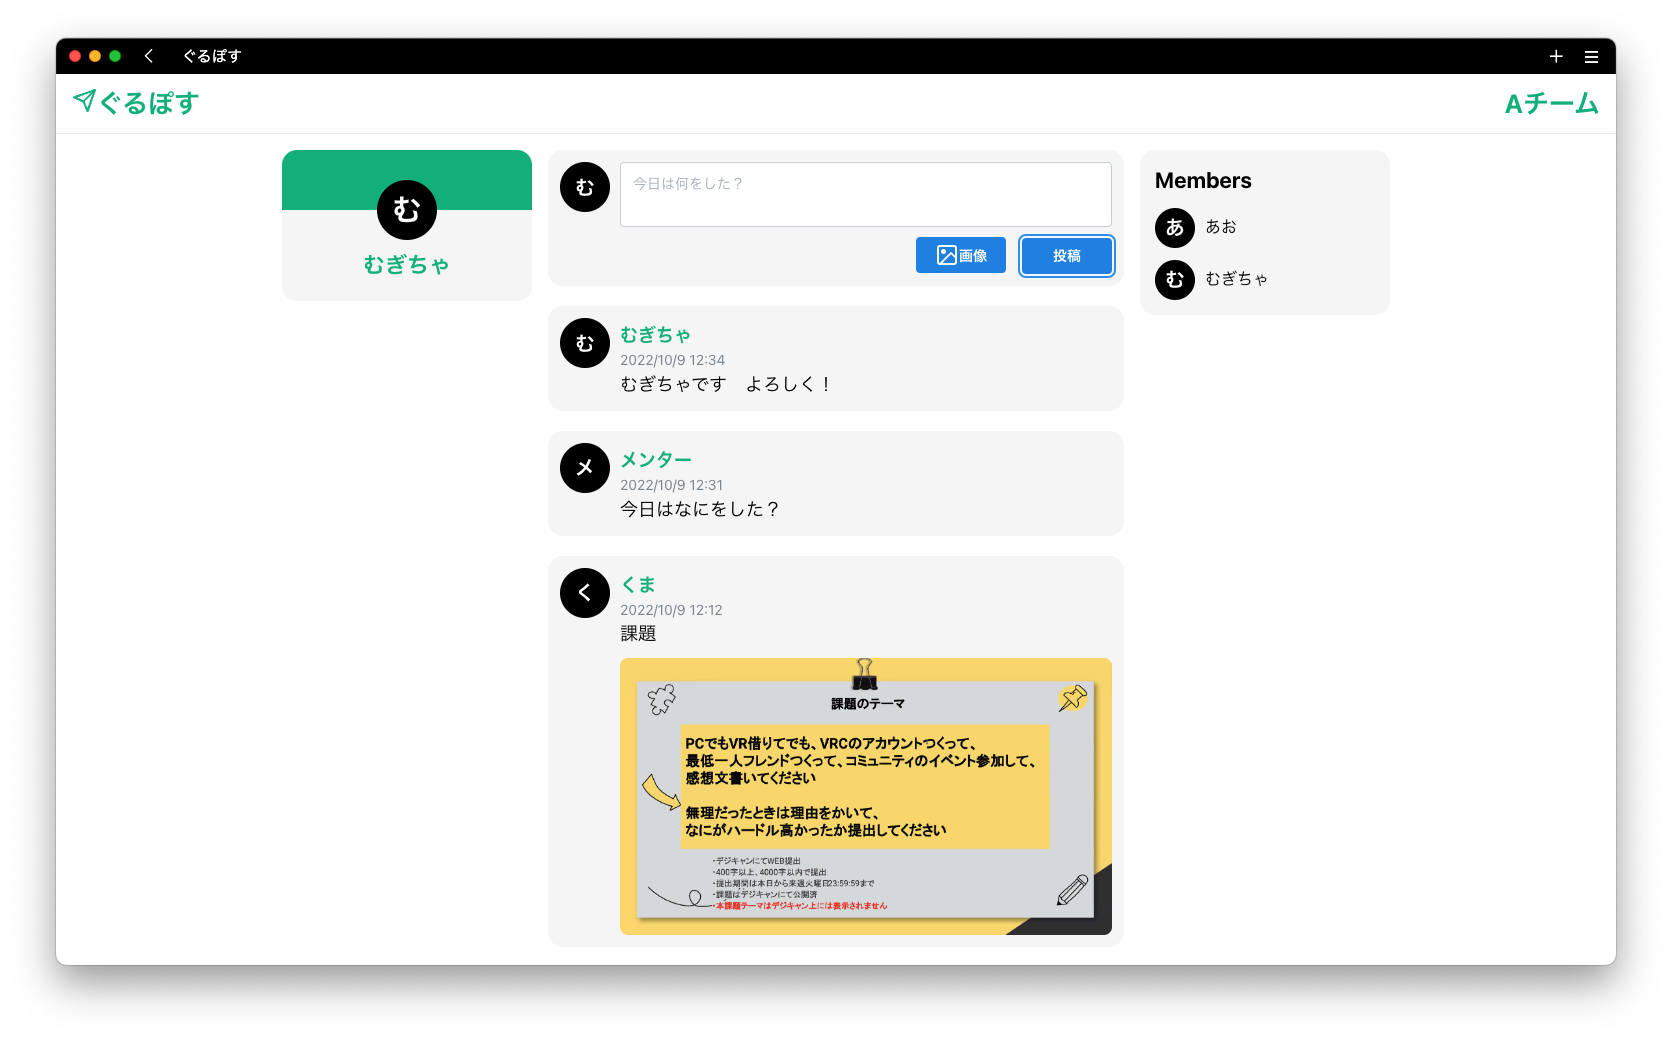 ぐるぽす
ぐるぽす
Aチーム
む
むぎちゃ
む
今日は何をした？
画像
投稿
む
むぎちゃ
2022/10/9 12:34
むぎちゃです　よろしく！
メ
メンター
2022/10/9 12:31
今日はなにをした？
く
くま
2022/10/9 12:12
課題
課題のテーマ
PCでもVR借りてでも、VRCのアカウントつくって、
最低一人フレンドつくって、コミュニティのイベント参加して、
感想文書いてください
無理だったときは理由をかいて、
なにがハードル高かったか提出してください
・デジキャンにてWEB提出
・400字以上、4000字以内で提出
・提出期間は本日から来週火曜日23:59:59まで
・課題はデジキャンにて公開済
・本課題テーマはデジキャン上には表示されません
Members
あ
あお
む
むぎちゃ